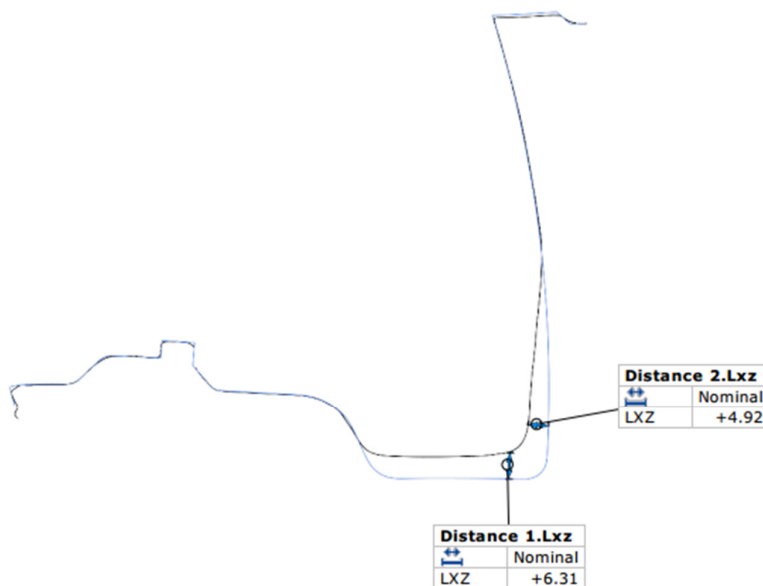 Distance 2.Lxz
Nominal
LXZ +4.92
Distance 1.Lxz
Nominal
LXZ +6.31